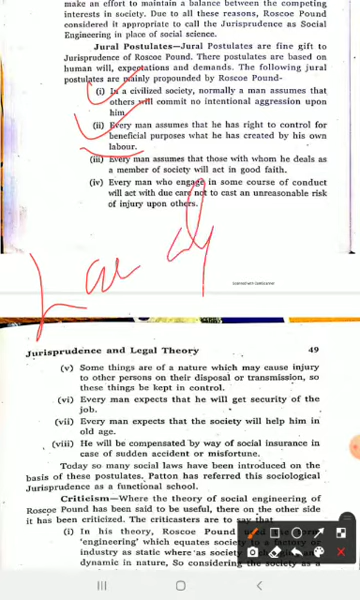 make an effort to maintain a balance between the competing
interests in society. Due to all these reasons, Roscoe Pound
considered it appropriate to call the Jurisprudence as Social
Engineering in place of social science.
Jural Postulates—Jural Postulates are fine gift to
Jurisprudence of Roscoe Pound. There postulates are based on
human will, expectations and demands. The following jural
postulates are mainly propounded by Roscoe Pound-
(i) In a civilized society, normally a man assumes that
others will commit no intentional aggression upon
him.
(ii) Every man assumes that he has right to control for
beneficial purposes what he has created by his own
labour.
(iii) Every man assumes that those with whom he deals as
a member of society will act in good faith.
(iv) Every man who engage in some course of conduct
will act with due care not to cast an unreasonable risk
of injury upon others.
Scanned with CamScanner
Jurisprudence and Legal Theory 49
(v) Some things are of a nature which may cause injury
to other persons on their disposal or transmission, so
these things be kept in control.
(vi) Every man expects that he will get security of the
job.
(vii) Every man expects that the society will help him in
old age.
(viii) He will be compensated by way of social insurance in
case of sudden accident or misfortune.
Today so many social laws have been introduced on the
basis of these postulates. Patton has referred this sociological
Jurisprudence as a functional school.
Criticism—Where the theory of social engineering of
Roscoe Pound has been said to be useful, there on the other side
it has been criticized. The criticasters are to say that
(i) In his theory, Roscoe Pound
'engineering' which equates society
industry as static where as society
dynamic in nature, So considering the society as a